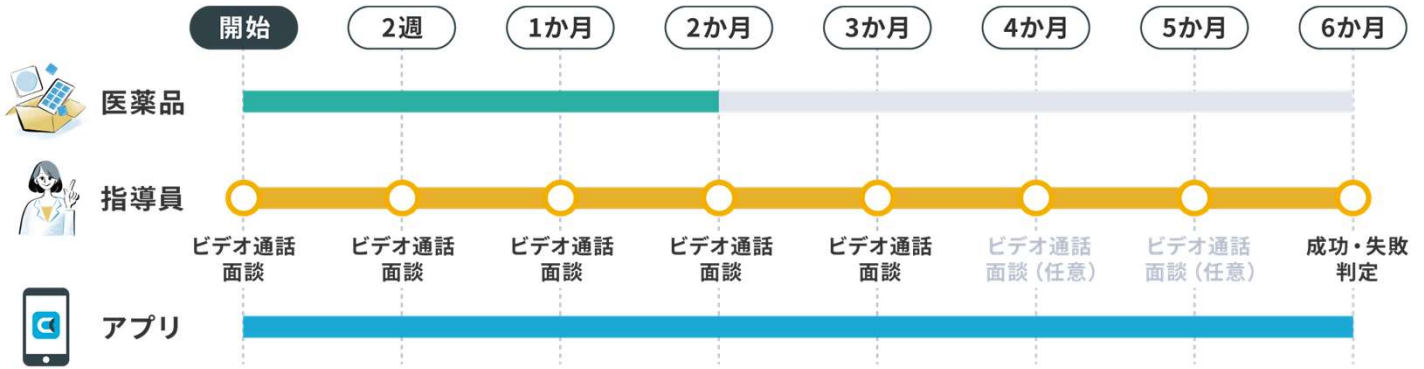 開始
2週
1か月
2か月
3か月
4か月
5か月
6か月
医薬品
指導員
ビデオ通話
面談
ビデオ通話
面談
ビデオ通話
面談
ビデオ通話
面談
ビデオ通話
面談
ビデオ通話
面談（任意）
ビデオ通話
面談（任意）
成功・失敗
判定
アプリ